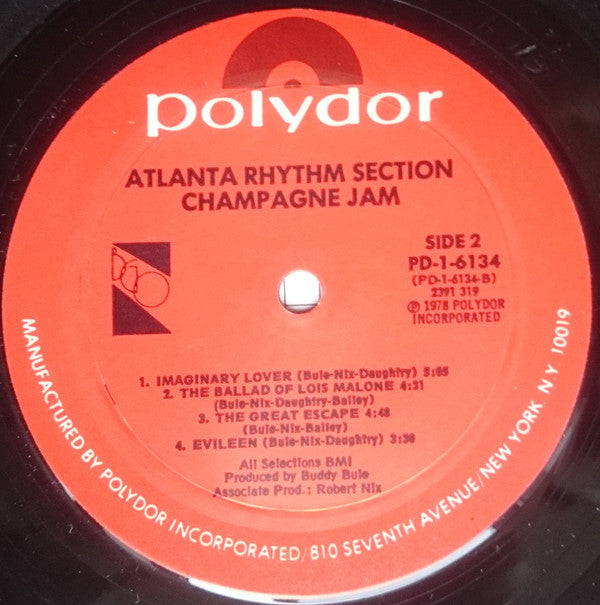 polydor
ATLANTA RHYTHM SECTION
CHAMPAGNE JAM
SIDE 2
PD-1-6134
(PD-1-6134-B)
2391 319
Ⓟ 1978 POLYDOR
INCORPORATED
BGO
1. IMAGINARY LOVER (Buie-Nix-Daughtry) 5:05
2. THE BALLAD OF LOIS MALONE 4:31
(Buie-Nix-Daughtry-Bailey)
3. THE GREAT ESCAPE 4:48
(Buie-Nix-Bailey)
4. EVILEEN (Buie-Nix-Daughtry) 3:36
All Selections BMI
Produced by Buddy Buie
Associate Prod.: Robert Nix
MANUFACTURED BY POLYDOR INCORPORATED/810 SEVENTH AVENUE/NEW YORK, N Y 10019